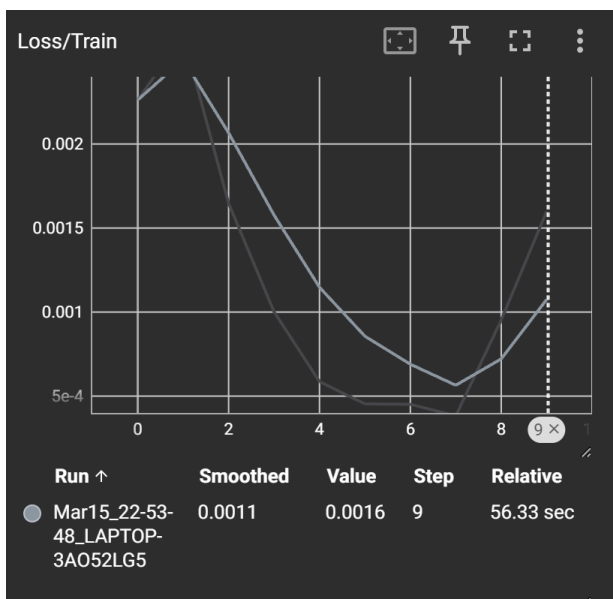 Loss/Train
0.002
0.0015
0.001
5e-4
0 2 4 6 8 9 × 1
Run ↑ Smoothed Value Step Relative
Mar15_22-53- 0.0011 0.0016 9 56.33 sec
48_LAPTOP-
3AO52LG5